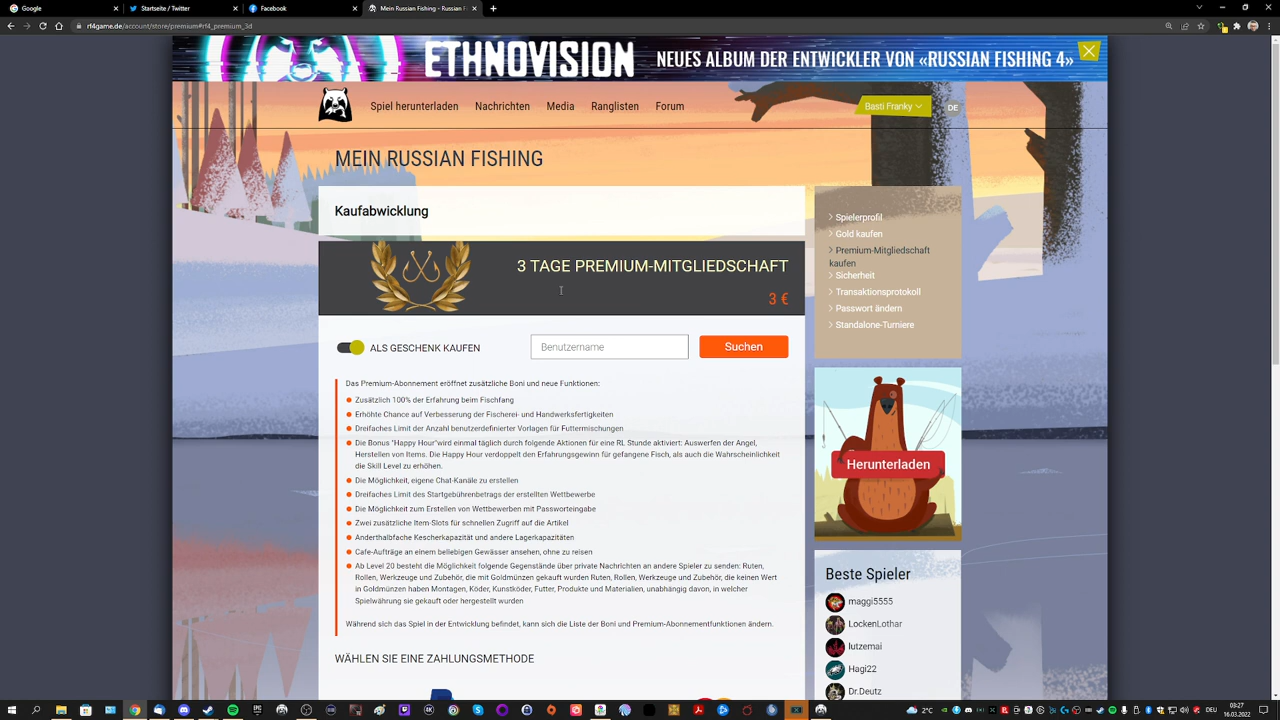 Google
Startseite / Twitter
(1) Facebook
Mein Russian Fishing - Russian F
rf4game.de/account/store/premium#rf4_premium_3d
ETHNOVISION
NEUES ALBUM DER ENTWICKLER VON «RUSSIAN FISHING 4»
Spiel herunterladen
Nachrichten
Media
Ranglisten
Forum
Basti Franky
DE
MEIN RUSSIAN FISHING
Kaufabwicklung
3 TAGE PREMIUM-MITGLIEDSCHAFT
3 €
ALS GESCHENK KAUFEN
Benutzername
Suchen
Das Premium-Abonnement eröffnet zusätzliche Boni und neue Funktionen:
Zusätzlich 100% der Erfahrung beim Fischfang
Erhöhte Chance auf Verbesserung der Fischerei- und Handwerksfertigkeiten
Dreifaches Limit der Anzahl benutzerdefinierter Vorlagen für Futtermischungen
Die Bonus "Happy Hour"wird einmal täglich durch folgende Aktionen für eine RL Stunde aktiviert: Auswerfen der Angel,
Herstellen von Items. Die Happy Hour verdoppelt den Erfahrungsgewinn für gefangene Fisch, als auch die Wahrscheinlichkeit
die Skill Level zu erhöhen.
Die Möglichkeit, eigene Chat-Kanäle zu erstellen
Dreifaches Limit des Startgebührenbetrags der erstellten Wettbewerbe
Die Möglichkeit zum Erstellen von Wettbewerben mit Passworteingabe
Zwei zusätzliche Item-Slots für schnellen Zugriff auf die Artikel
Anderthalbfache Kescherkapazität und andere Lagerkapazitäten
Cafe-Aufträge an einem beliebigen Gewässer ansehen, ohne zu reisen
Ab Level 20 besteht die Möglichkeit folgende Gegenstände über private Nachrichten an andere Spieler zu senden: Ruten,
Rollen, Werkzeuge und Zubehör, die mit Goldmünzen gekauft wurden Ruten, Rollen, Werkzeuge und Zubehör, die keinen Wert
in Goldmünzen haben Montagen, Köder, Kunstköder, Futter, Produkte und Materialien, unabhängig davon, in welcher
Spielwährung sie gekauft oder hergestellt wurden
Während sich das Spiel in der Entwicklung befindet, kann sich die Liste der Boni und Premium-Abonnementfunktionen ändern.
WÄHLEN SIE EINE ZAHLUNGSMETHODE
Spielerprofil
Gold kaufen
Premium-Mitgliedschaft
kaufen
Sicherheit
Transaktionsprotokoll
Passwort ändern
Standalone-Turniere
Herunterladen
Beste Spieler
maggi5555
LockenLothar
lutzemai
Hagi22
Dr.Deutz
DEU
03:27
16.03.2022